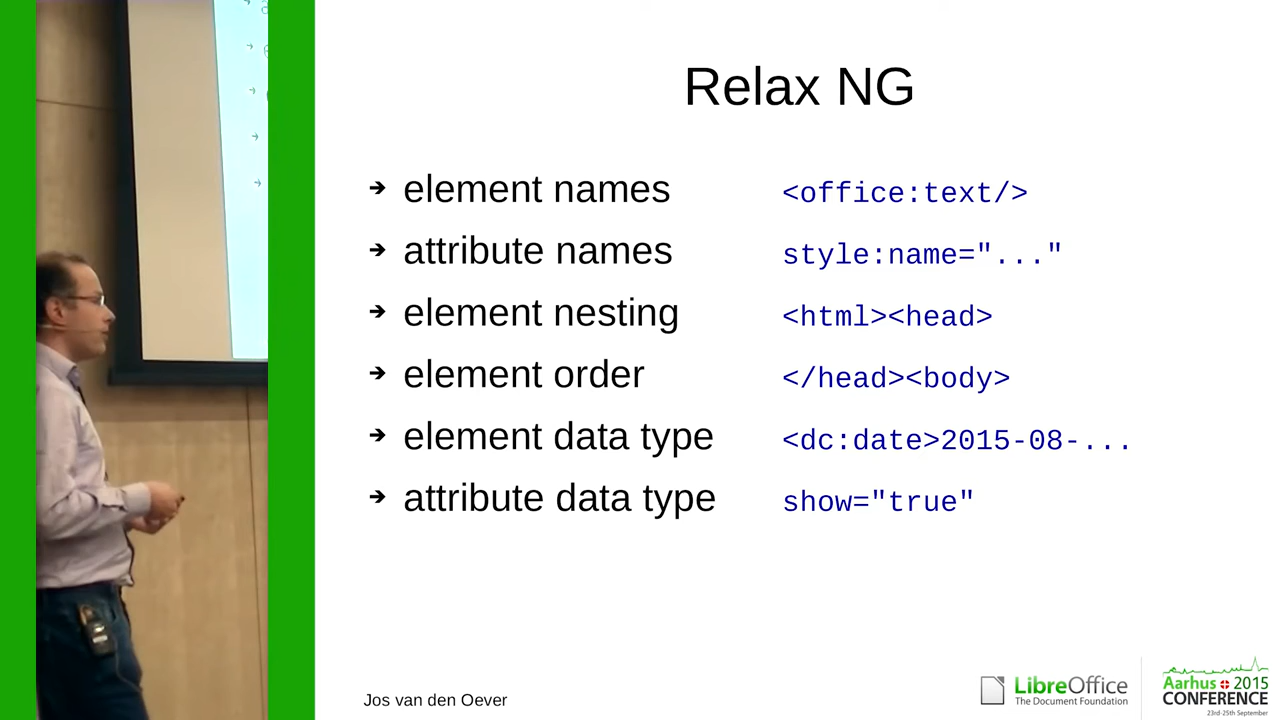 Relax NG
➔ element names <office:text/>
➔ attribute names style:name="..."
➔ element nesting <html><head>
➔ element order </head><body>
➔ element data type <dc:date>2015-08-...
➔ attribute data type show="true"
Jos van den Oever
LibreOffice
The Document Foundation
Aarhus 2015
CONFERENCE
23rd-25th September